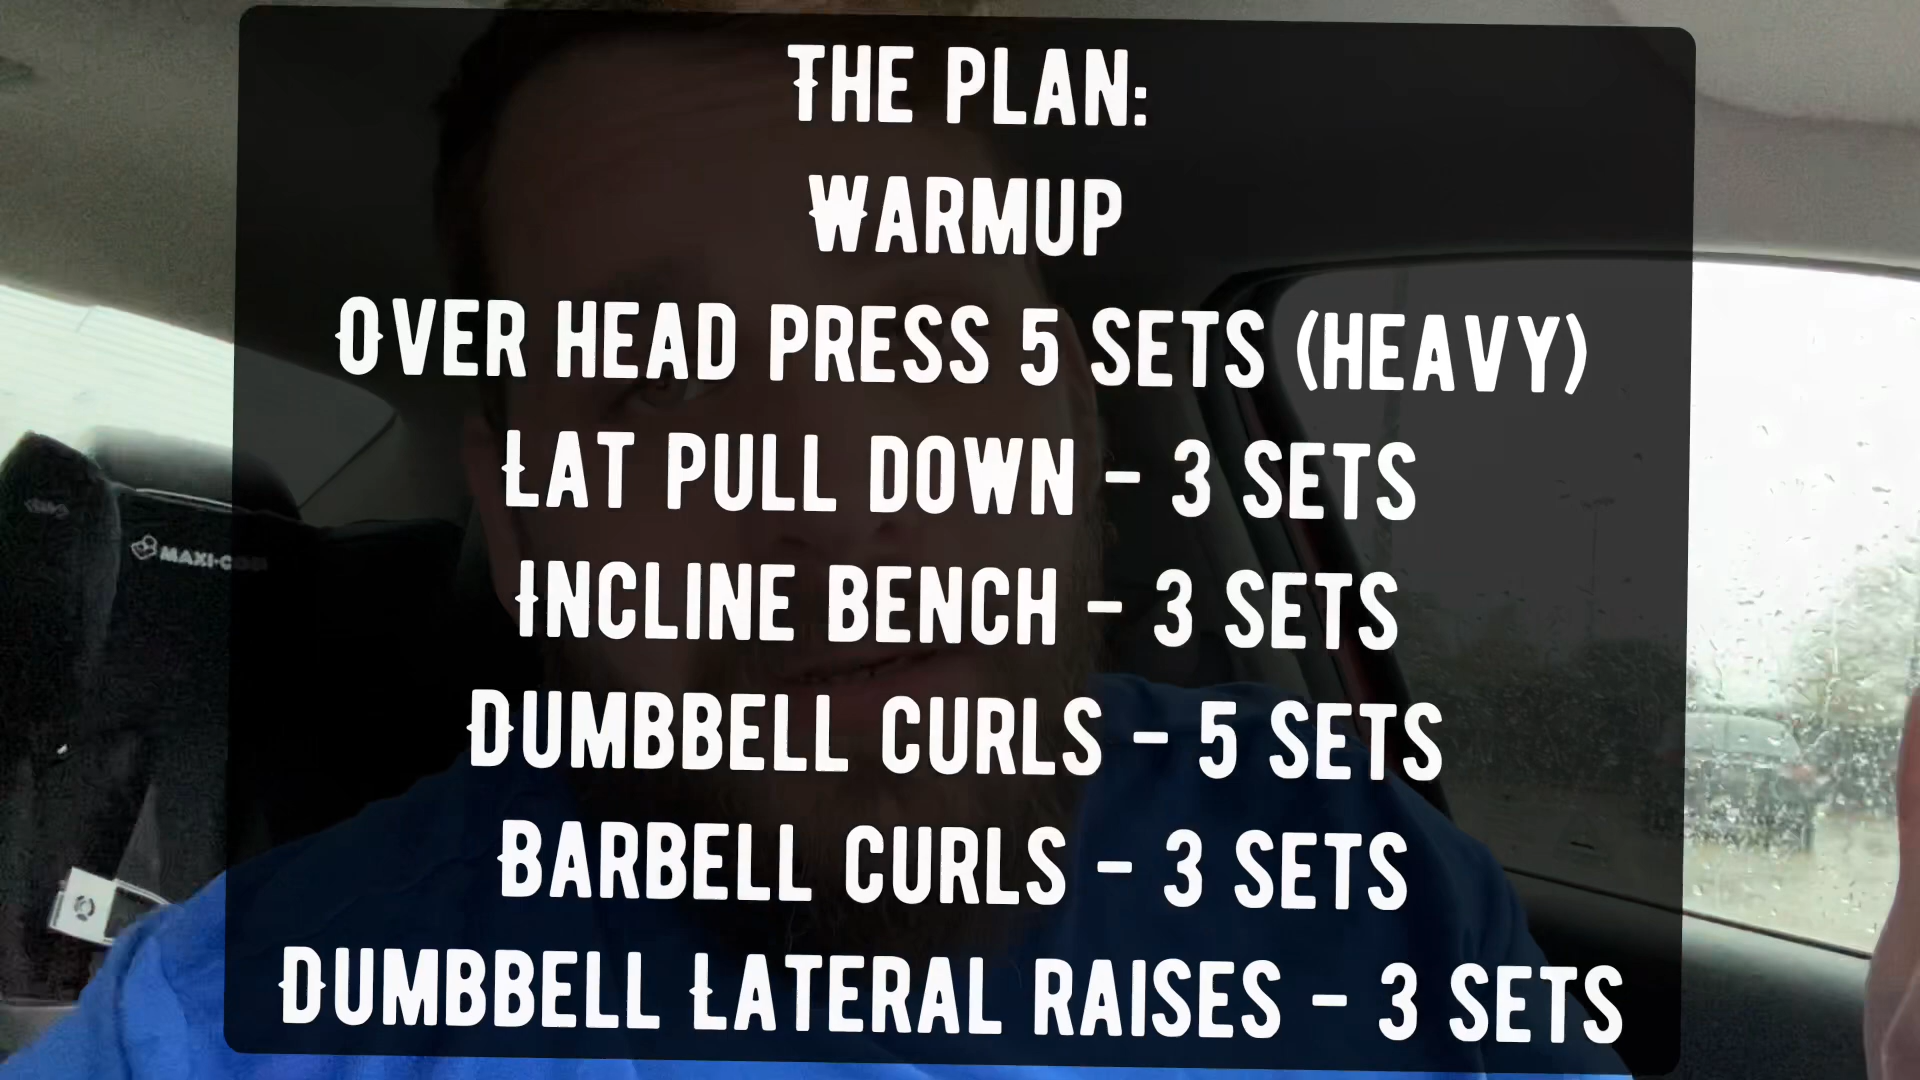 The plan:
Warmup
Over head press 5 sets (heavy)
Lat pull down - 3 sets
Incline bench - 3 sets
Dumbbell curls - 5 sets
Barbell curls - 3 sets
Dumbbell Lateral raises - 3 sets
MAXI-COSI